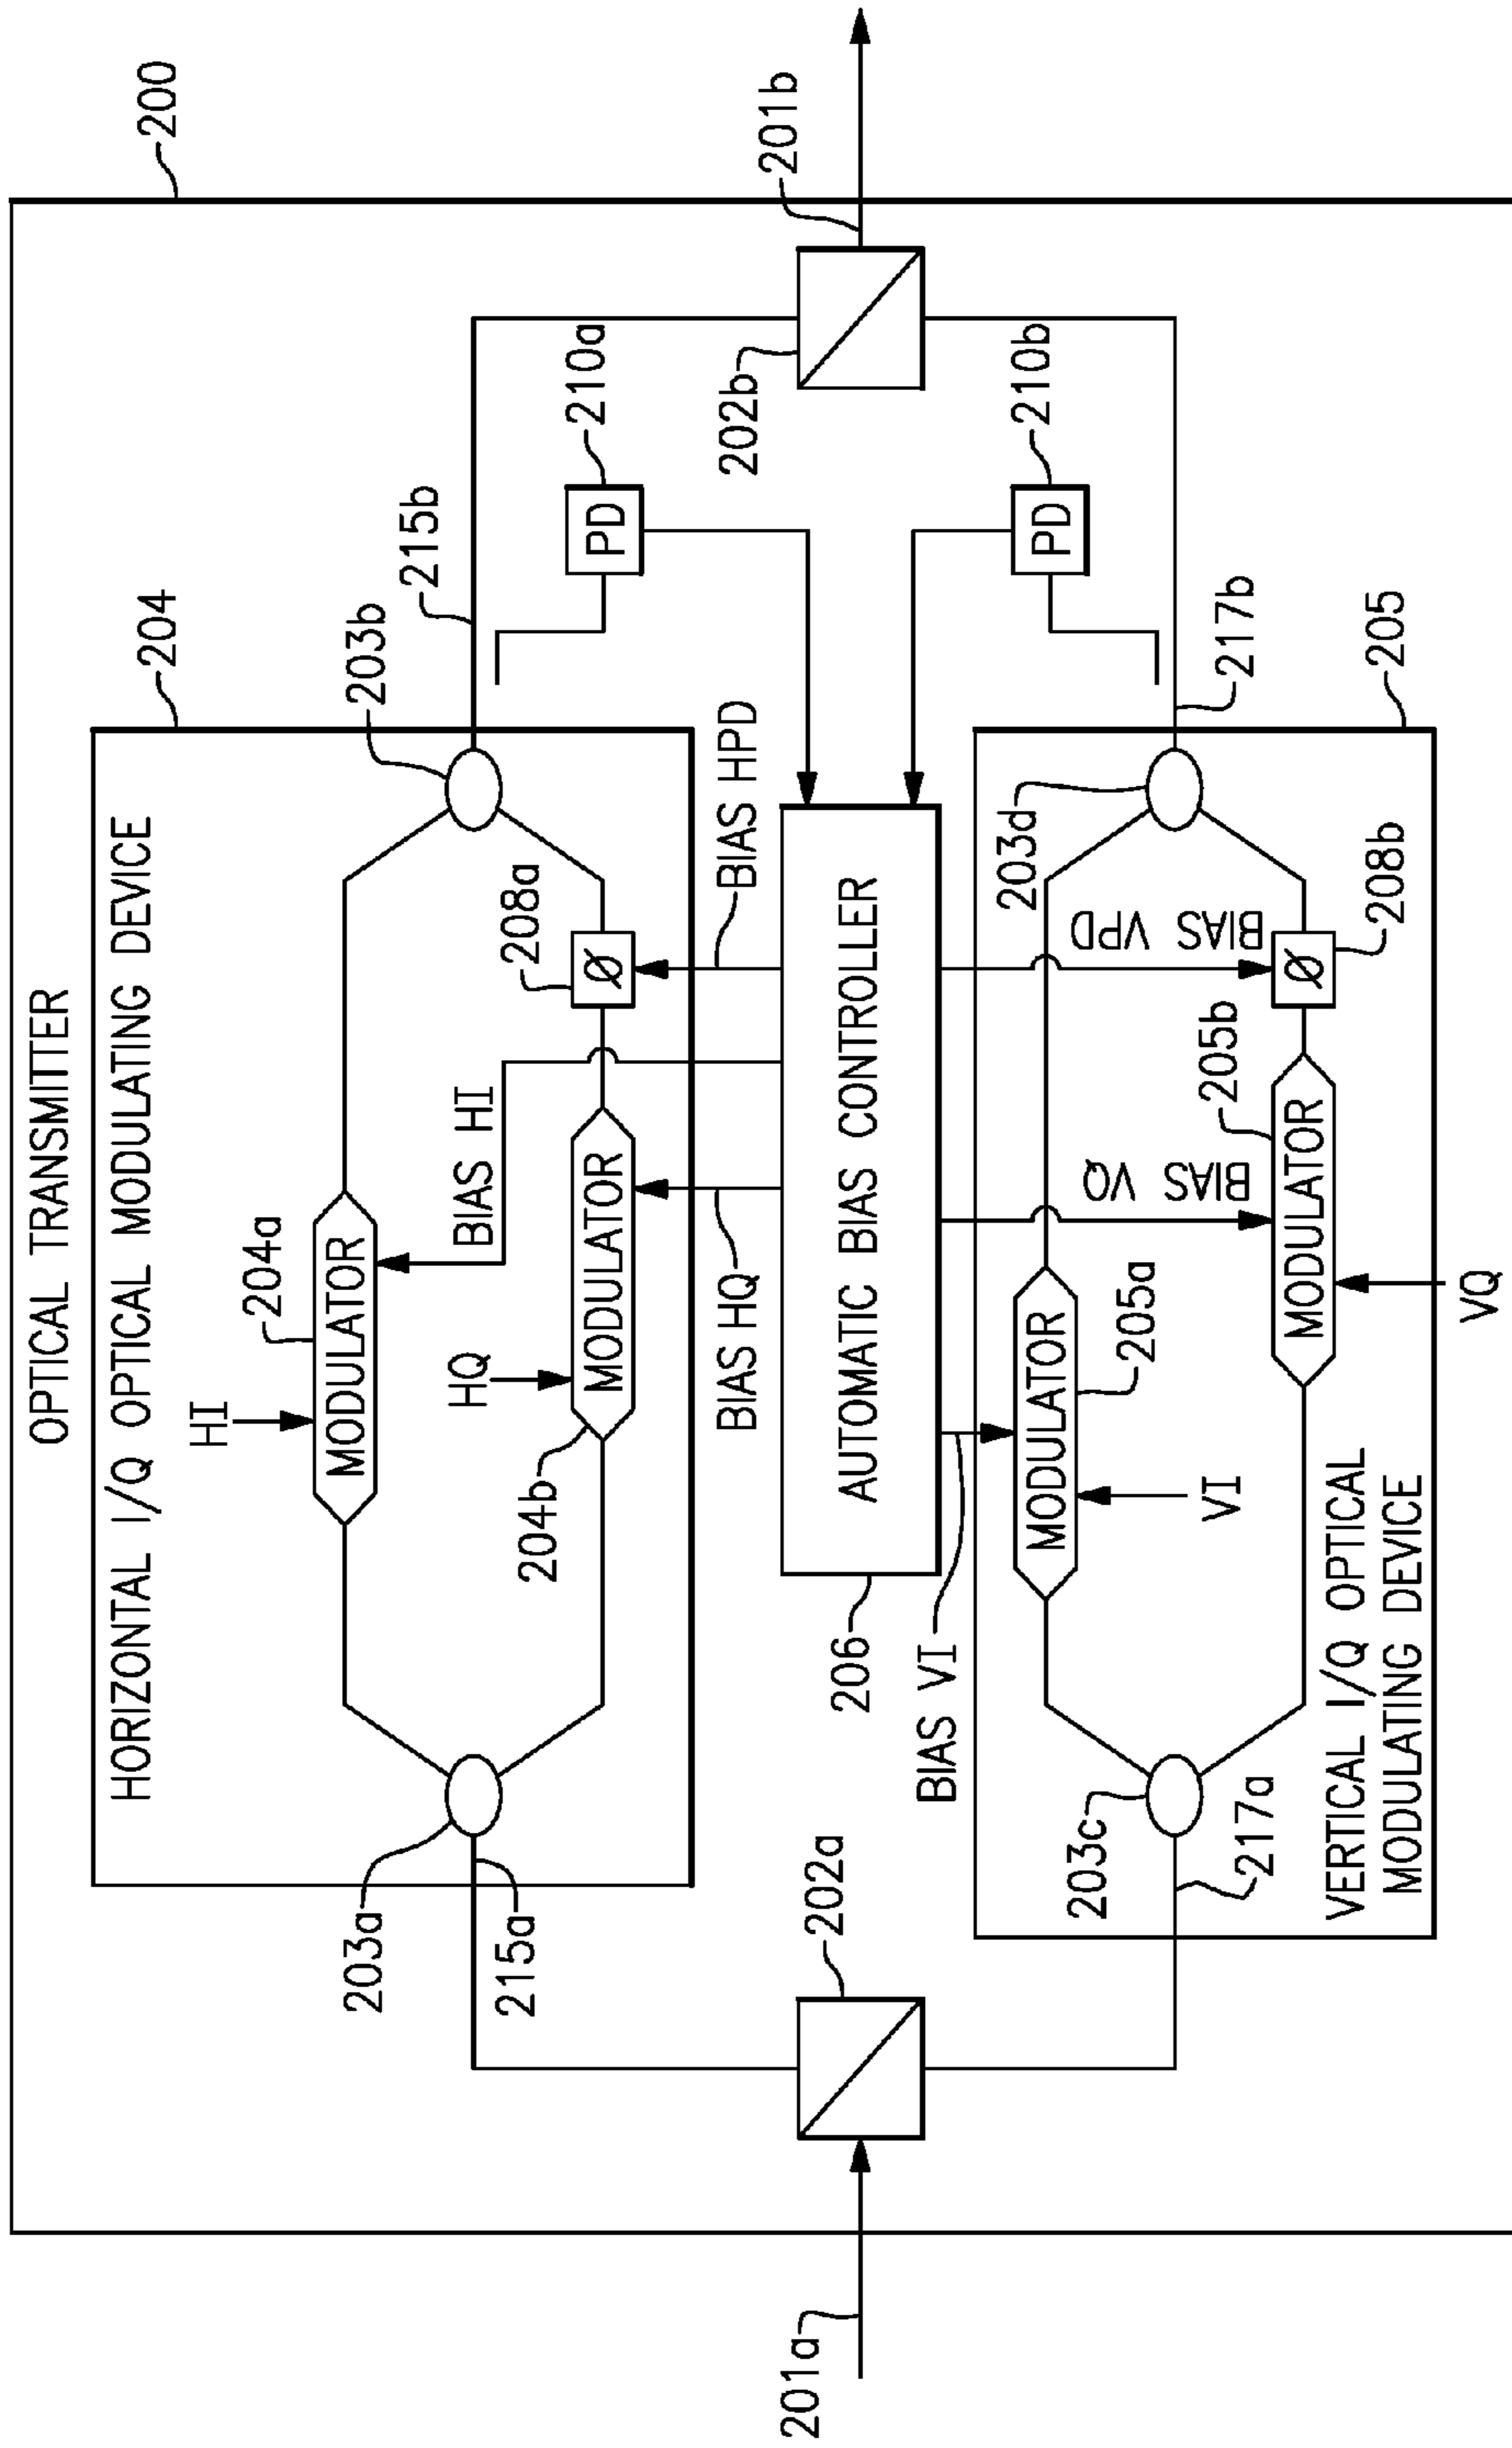 OPTICAL TRANSMITTER
200
HORIZONTAL I/Q OPTICAL MODULATING DEVICE
204
HI
204a
MODULATOR
203a
203b
215a
215b
BIAS HI
HQ
204b
MODULATOR
208a
Ø
PD
210a
BIAS HQ
BIAS HPD
202a
202b
201a
201b
206
AUTOMATIC BIAS CONTROLLER
BIAS VI
203d
PD
210b
MODULATOR
205a
VI
BIAS VQ
BIAS VPD
203c
217a
205b
217b
MODULATOR
Ø
208b
VERTICAL I/Q OPTICAL
MODULATING DEVICE
205
VQ